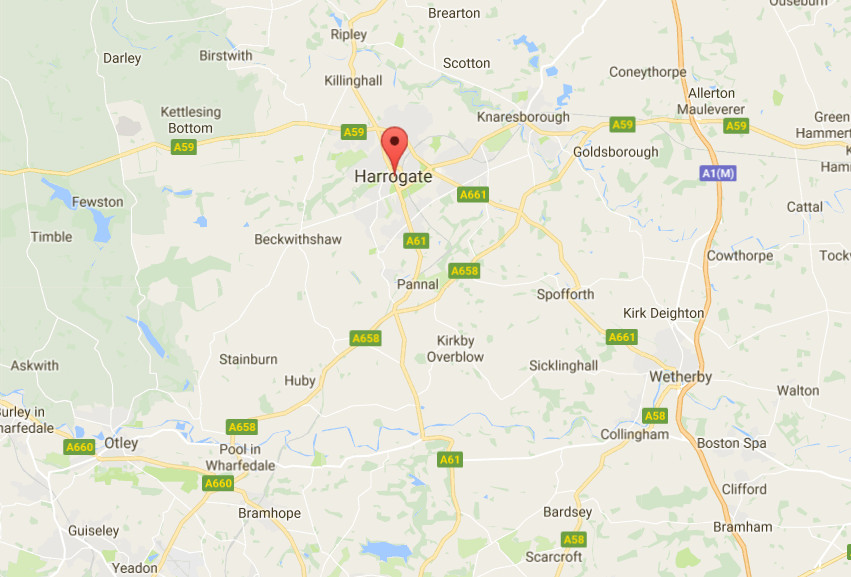 Ouseburn
Brearton
Ripley
Darley
Birstwith
Scotton
Coneythorpe
Killinghall
Allerton
Mauleverer
Kettlesing
Bottom
Knaresborough
Green
Hammert
A59
A59
A59
A59
Goldsborough
Ham
A1(M)
Harrogate
A661
Fewston
Cattal
Timble
Beckwithshaw
A61
Cowthorpe
Tockw
A658
Pannal
Spofforth
Kirk Deighton
A658
Kirkby
Overblow
A661
Stainburn
Askwith
Sicklinghall
Huby
Wetherby
Walton
Burley in
harfedale
A658
A58
Collingham
Otley
A660
Pool in
Wharfedale
Boston Spa
A61
A660
Clifford
Bramhope
Bardsey
Bramham
Guiseley
A58
Scarcroft
Yeadon